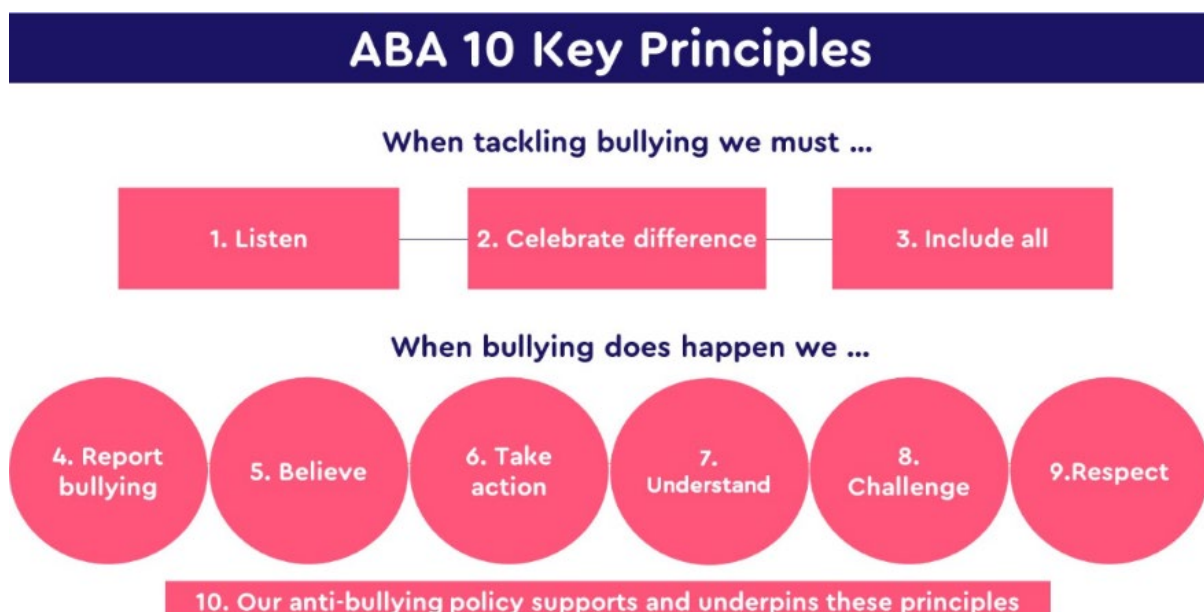 ABA 10 Key Principles
When tackling bullying we must ...
1. Listen
2. Celebrate difference
3. Include all
When bullying does happen we ...
4. Report
bullying
5. Believe
6. Take
action
7.
Understand
8.
Challenge
9.Respect
10. Our anti-bullying policy supports and underpins these principles